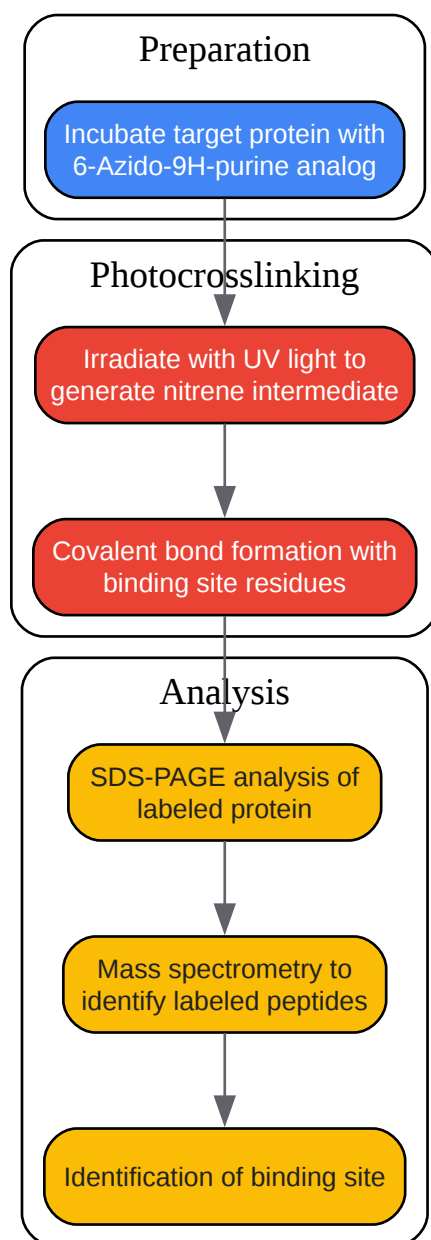 Preparation
Incubate target protein with
6-Azido-9H-purine analog
Photocrosslinking
Irradiate with UV light to
generate nitrene intermediate
Covalent bond formation with
binding site residues
Analysis
SDS-PAGE analysis of
labeled protein
Mass spectrometry to
identify labeled peptides
Identification of binding site